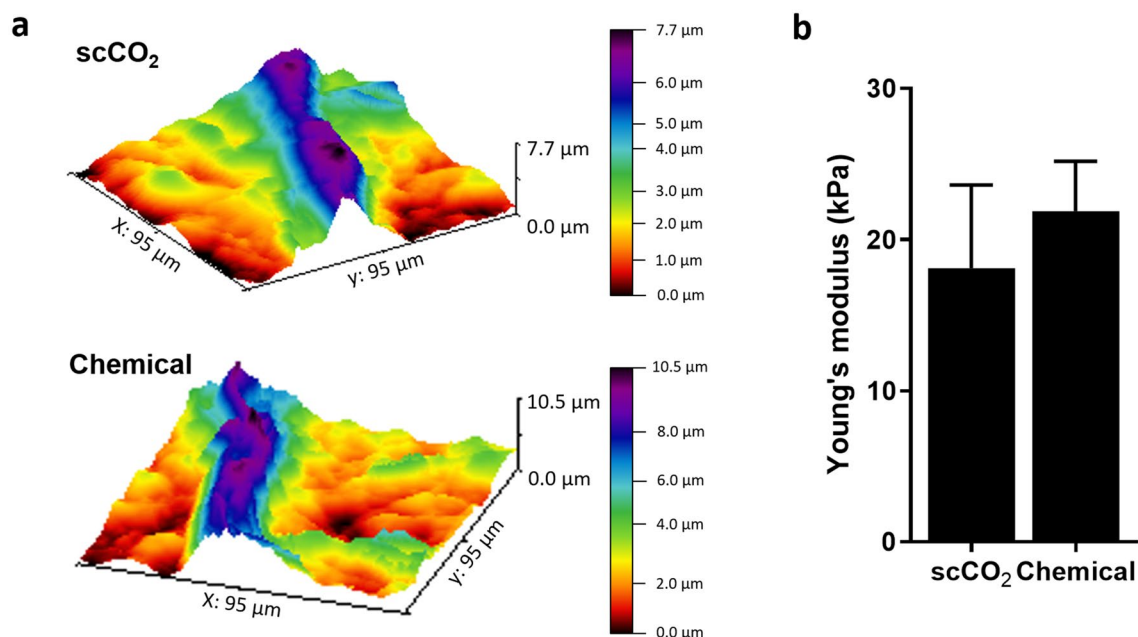 a
scCO₂
7.7 µm
6.0 µm
5.0 µm
4.0 µm
3.0 µm
2.0 µm
1.0 µm
0.0 µm
7.7 µm
0.0 µm
X: 95 µm
y: 95 µm
Chemical
10.5 µm
8.0 µm
6.0 µm
4.0 µm
2.0 µm
0.0 µm
10.5 µm
0.0 µm
X: 95 µm
y: 95 µm
b
Young's modulus (kPa)
30
20
10
0
scCO₂ Chemical